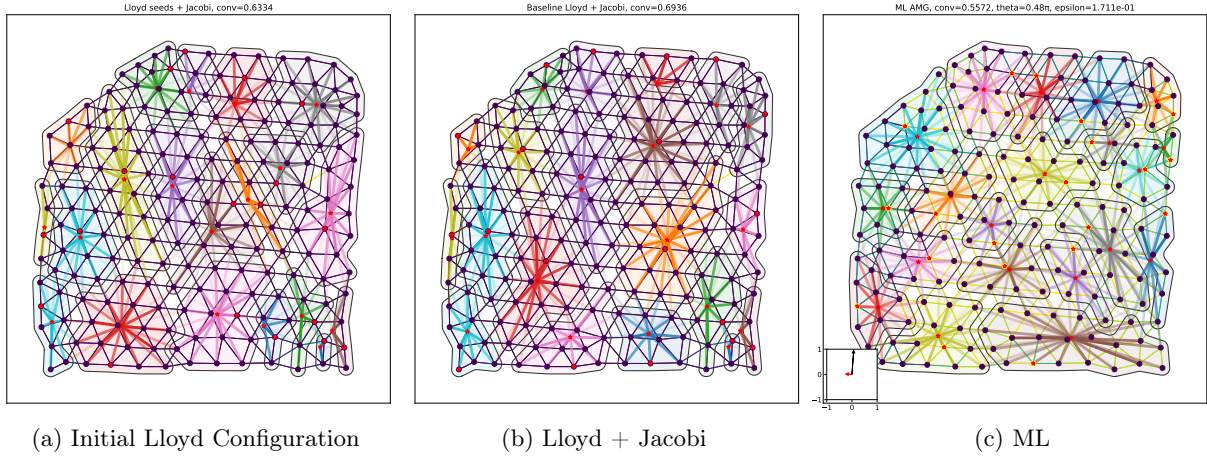 Lloyd seeds + Jacobi, conv=0.6334
Baseline Lloyd + Jacobi, conv=0.6936
ML AMG, conv=0.5572, theta=0.48π, epsilon=1.711e-01
1
0
−1
−1 0 1
(a) Initial Lloyd Configuration
(b) Lloyd + Jacobi
(c) ML